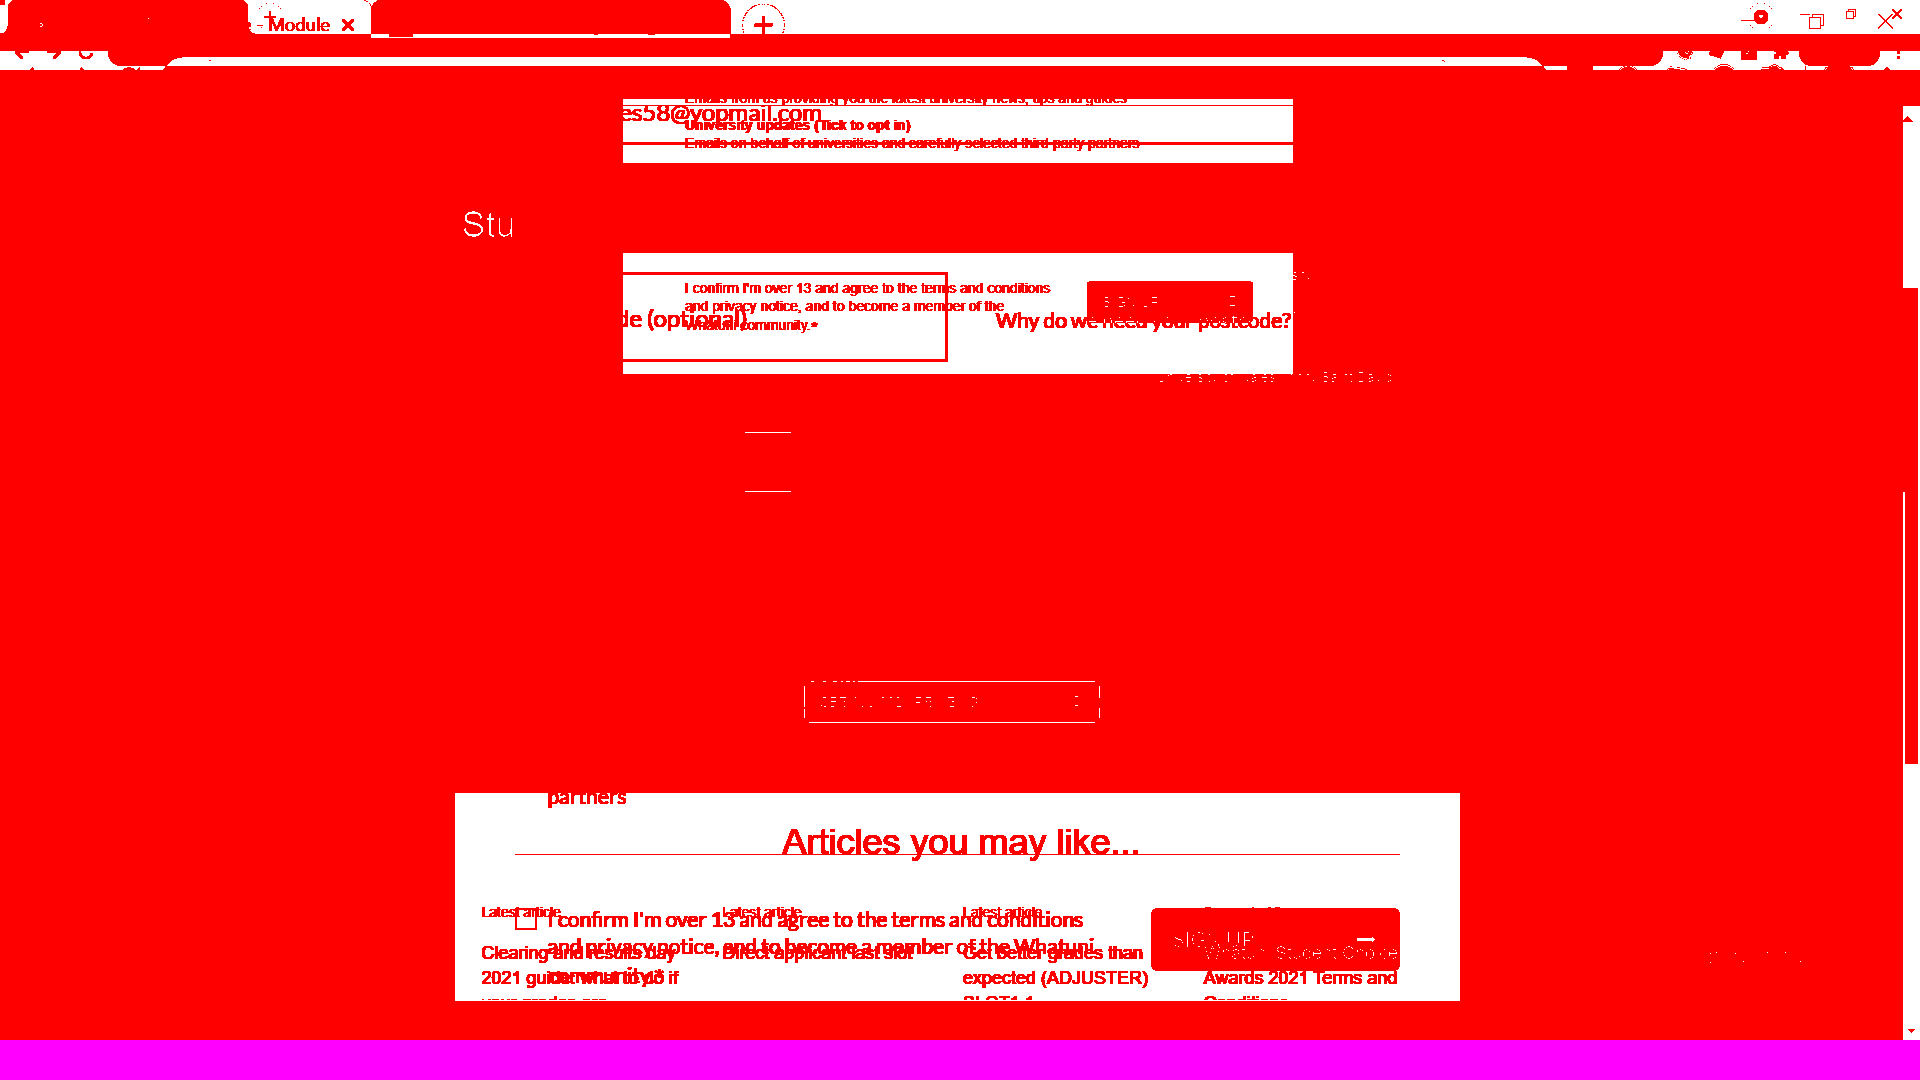 - Module
Emails from us providing you the latest university news, tips and guides
es58@yopmail.com
University updates (Tick to opt in)
Emails on behalf of universities and carefully selected third party partners
Stu
I confirm I'm over 13 and agree to the terms and conditions
and privacy notice, and to become a member of the
Whatuni community.*
SIGN UP
de (optional)
Why do we need your postcode?
partners
Articles you may like...
Latest article
Latest article
Latest article
I confirm I'm over 13 and agree to the terms and conditions
and privacy notice, and to become a member of the Whatuni
community.*
SIGN UP
Clearing and results day
2021 guide: what to do if
Direct applicant last slot
Get better grades than
expected (ADJUSTER)
SLOT1.1
Whatuni Student Choice
Awards 2021 Terms and
Conditions